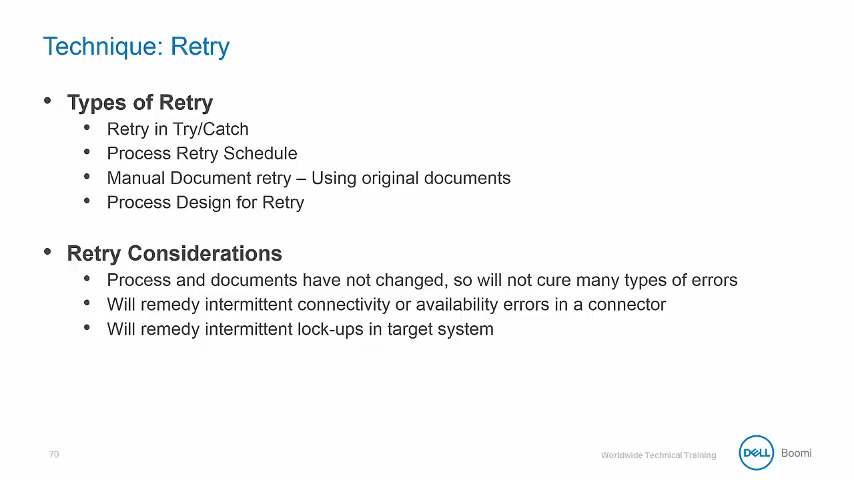 Technique: Retry
• Types of Retry
• Retry in Try/Catch
• Process Retry Schedule
• Manual Document retry – Using original documents
• Process Design for Retry
• Retry Considerations
• Process and documents have not changed, so will not cure many types of errors
• Will remedy intermittent connectivity or availability errors in a connector
• Will remedy intermittent lock-ups in target system
70
Worldwide Technical Training
DELL Boomi